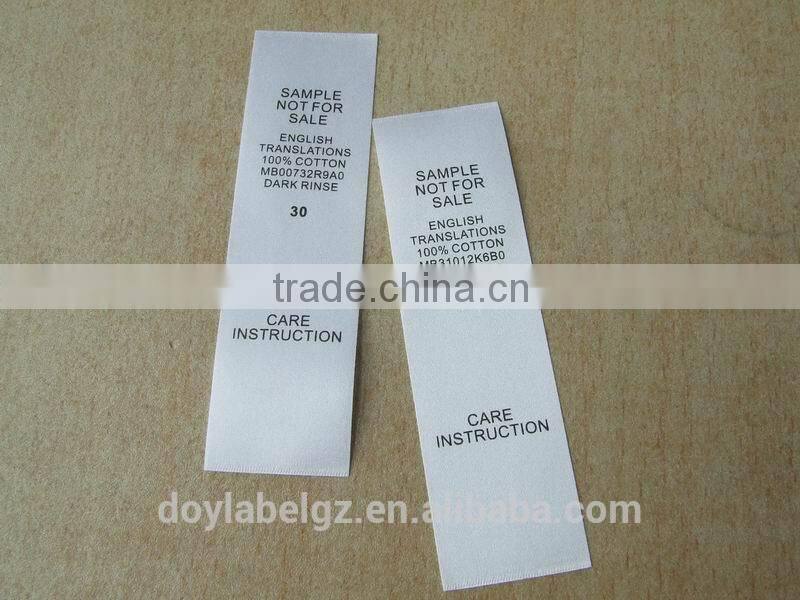 SAMPLE
NOT FOR
SALE
ENGLISH
TRANSLATIONS
100% COTTON
MB00732R9A0
DARK RINSE
30
CARE
INSTRUCTION
SAMPLE
NOT FOR
SALE
ENGLISH
TRANSLATIONS
100% COTTON
MB31012K6B0
CARE
INSTRUCTION
trade.china.cn
doylabelgz.en.alibaba.com